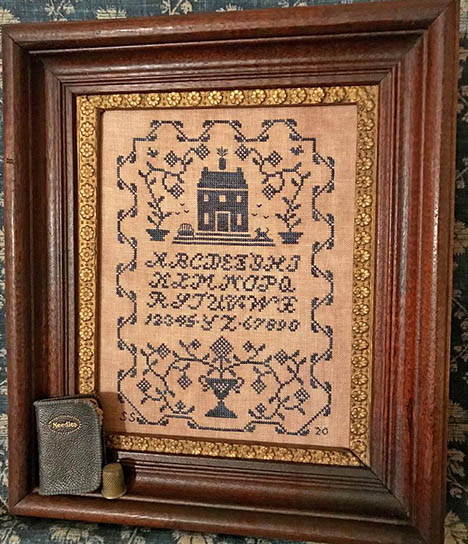 ABCDEFGHI
KLMNOPQ
RSTUVWX
12345 YZ 67890
SS 20
Needles